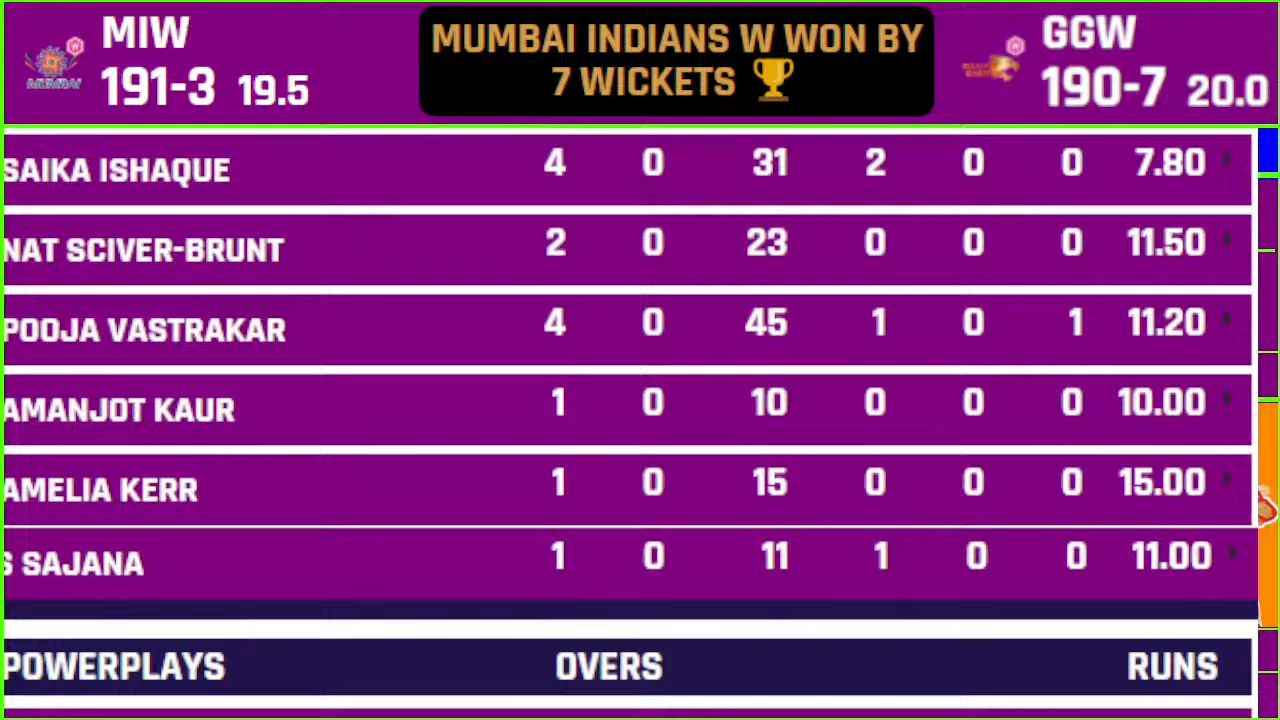 MIW
191-3 19.5
MUMBAI INDIANS W WON BY
7 WICKETS
GGW
190-7 20.0
SAIKA ISHAQUE 4 0 31 2 0 0 7.80
NAT SCIVER-BRUNT 2 0 23 0 0 0 11.50
POOJA VASTRAKAR 4 0 45 1 0 1 11.20
AMANJOT KAUR 1 0 10 0 0 0 10.00
AMELIA KERR 1 0 15 0 0 0 15.00
S SAJANA 1 0 11 1 0 0 11.00
POWERPLAYS OVERS RUNS